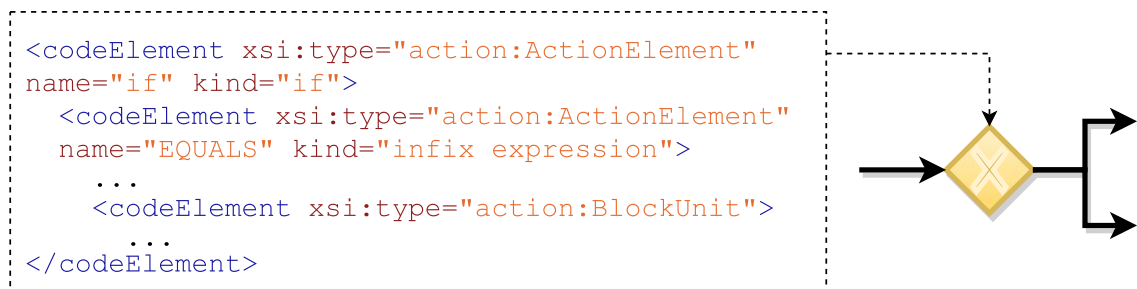 <codeElement xsi:type="action:ActionElement"
name="if" kind="if">
<codeElement xsi:type="action:ActionElement"
name="EQUALS" kind="infix expression">
...
<codeElement xsi:type="action:BlockUnit">
...
</codeElement>